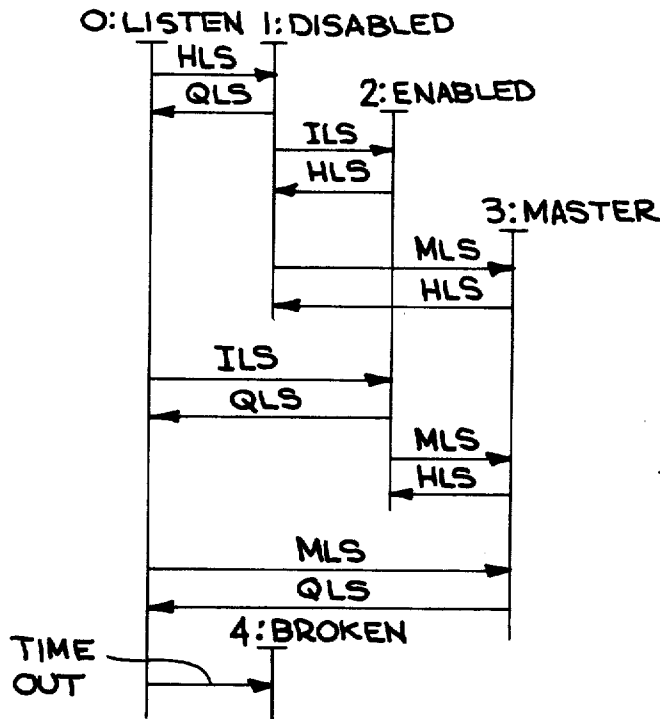 0:LISTEN 1:DISABLED
HLS
QLS
2:ENABLED
ILS
HLS
3:MASTER
MLS
HLS
ILS
QLS
MLS
HLS
MLS
QLS
4:BROKEN
TIME
OUT